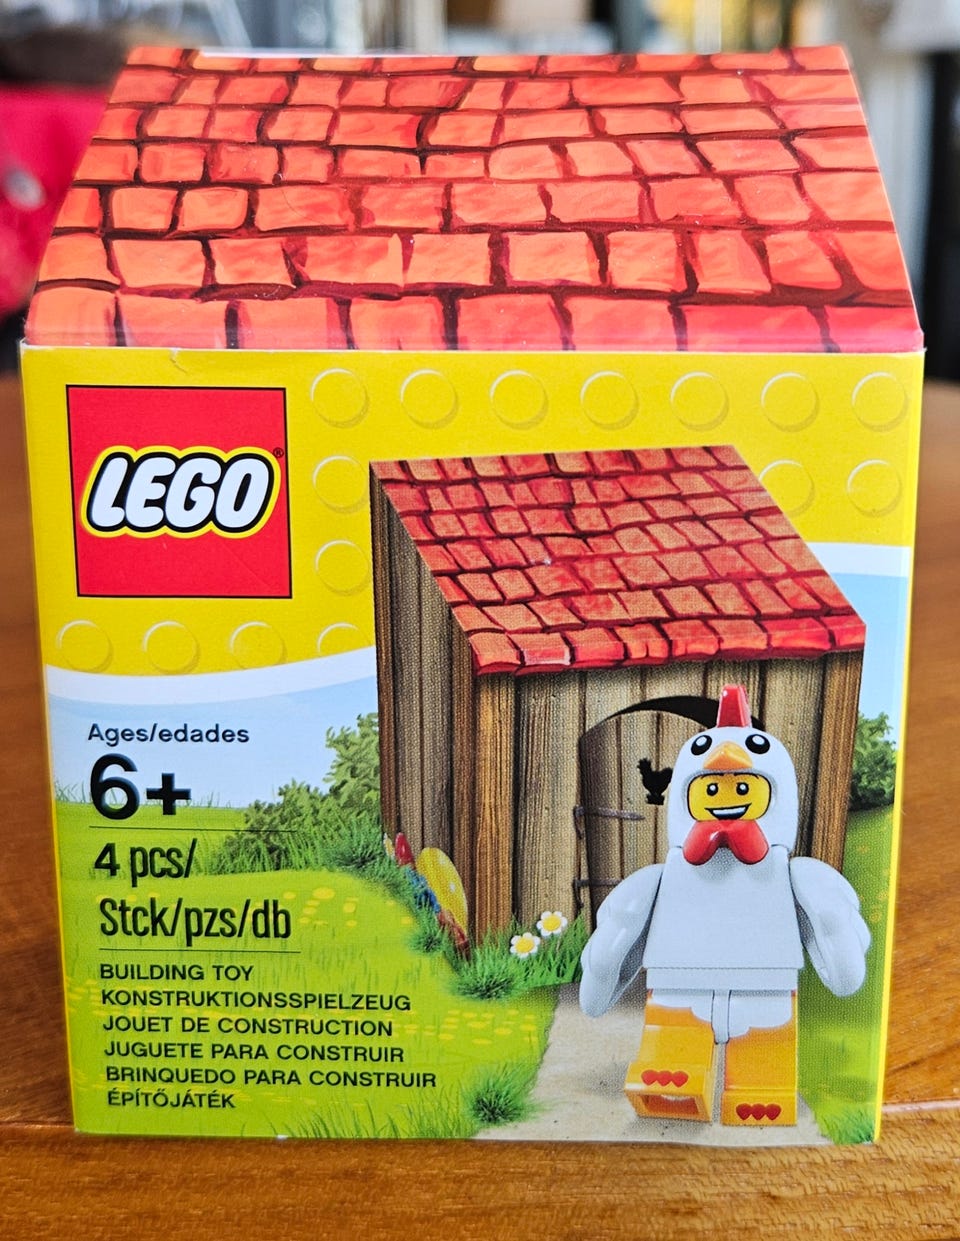 LEGO®
Ages/edades
6+
4 pcs/
Stck/pzs/db
BUILDING TOY
KONSTRUKTIONSSPIELZEUG
JOUET DE CONSTRUCTION
JUGUETE PARA CONSTRUIR
BRINQUEDO PARA CONSTRUIR
ÉPÍTŐJÁTÉK